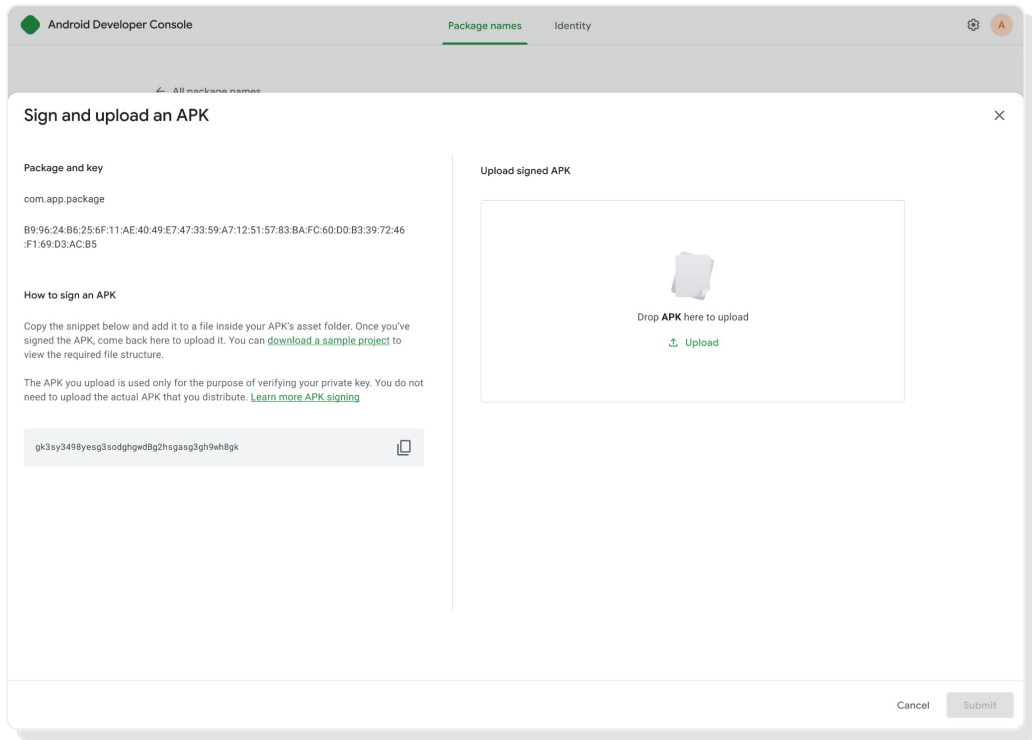 Android Developer Console
Package names
Identity
A
← All package names
Sign and upload an APK
Package and key
com.app.package
B9:96:24:B6:25:6F:11:AE:40:49:E7:47:33:59:A7:12:51:57:83:BA:FC:60:D0:B3:39:72:46
:F1:69:D3:AC:B5
How to sign an APK
Copy the snippet below and add it to a file inside your APK's asset folder. Once you've
signed the APK, come back here to upload it. You can download a sample project to
view the required file structure.
The APK you upload is used only for the purpose of verifying your private key. You do not
need to upload the actual APK that you distribute. Learn more APK signing
gk3sy3498yesg3sodghgwdBg2hsgasg3gh9wh8gk
Upload signed APK
Drop APK here to upload
Upload
Cancel
Submit